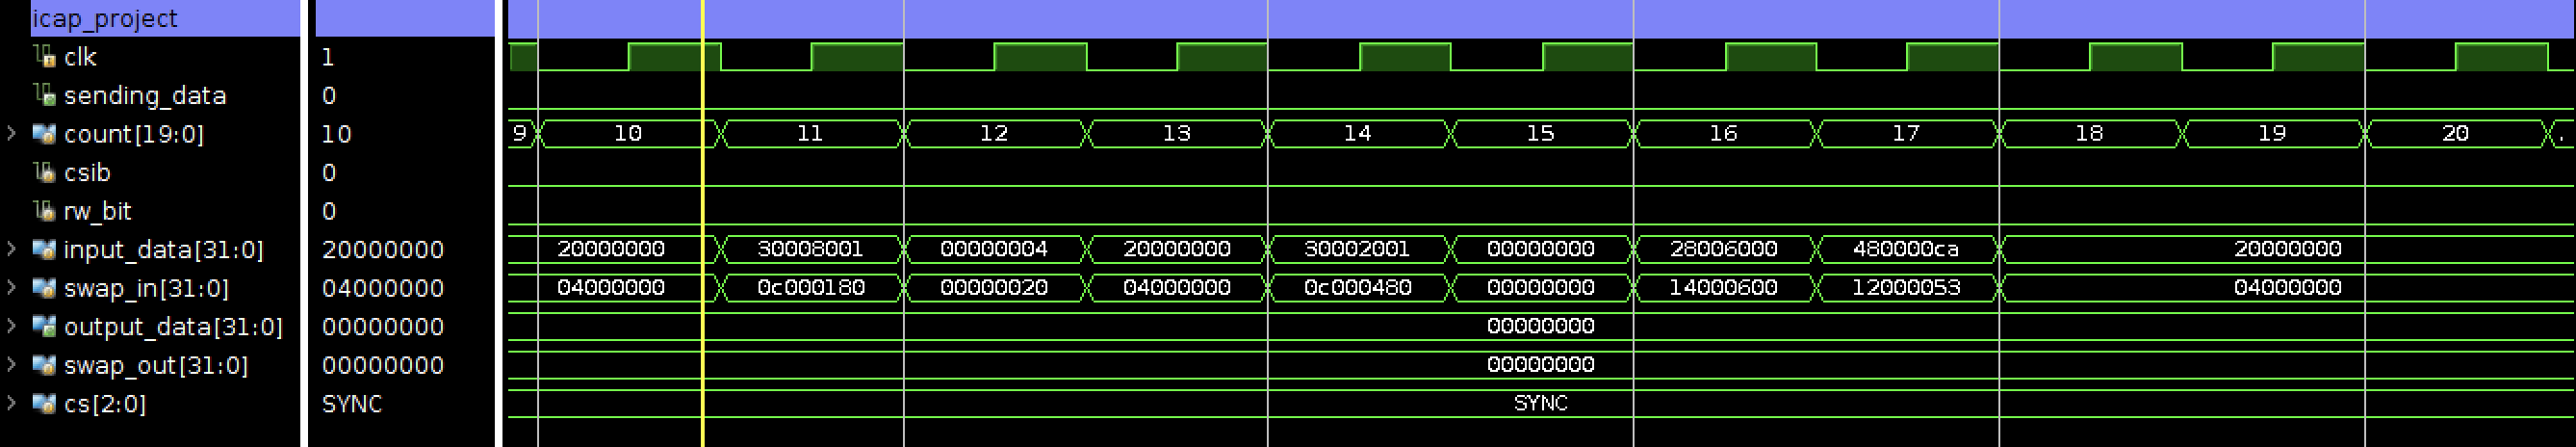 icap_project
clk 1
sending_data 0
count[19:0] 10 9 10 11 12 13 14 15 16 17 18 19 20 .
csib 0
rw_bit 0
input_data[31:0] 20000000 20000000 30008001 00000004 20000000 30002001 00000000 28006000 480000ca 20000000
swap_in[31:0] 04000000 04000000 0c000180 00000020 04000000 0c000480 00000000 14000600 12000053 04000000
output_data[31:0] 00000000 00000000
swap_out[31:0] 00000000 00000000
cs[2:0] SYNC SYNC